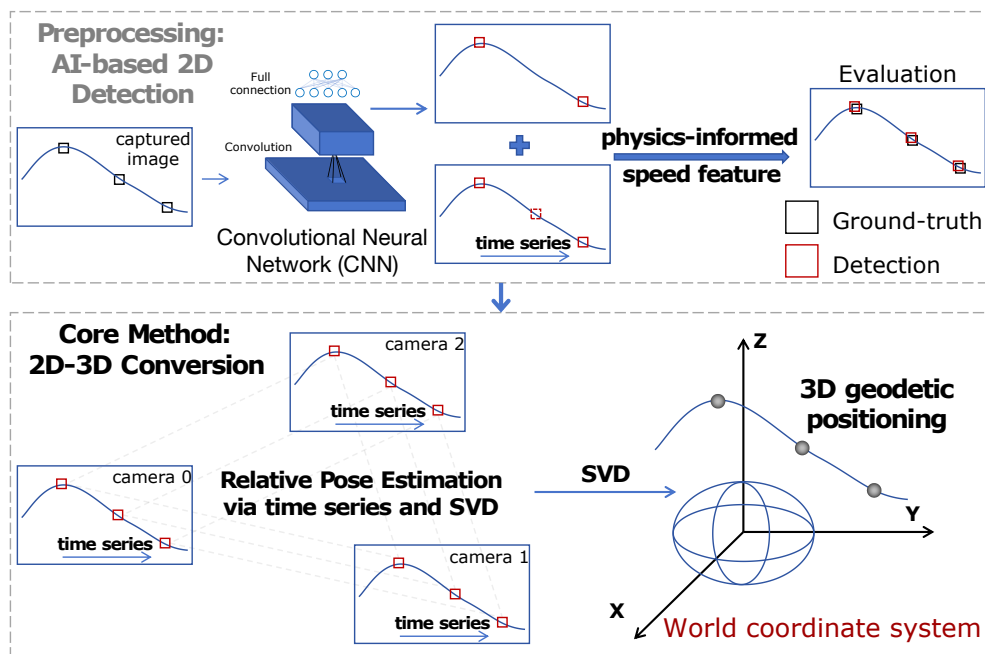 Preprocessing:
AI-based 2D
Detection
captured
image
Full
connection
Convolution
Convolutional Neural
Network (CNN)
time series
physics-informed
speed feature
Evaluation
Ground-truth
Detection
Core Method:
2D-3D Conversion
camera 2
time series
camera 0
time series
Relative Pose Estimation
via time series and SVD
camera 1
time series
SVD
Z
3D geodetic
positioning
Y
X
World coordinate system